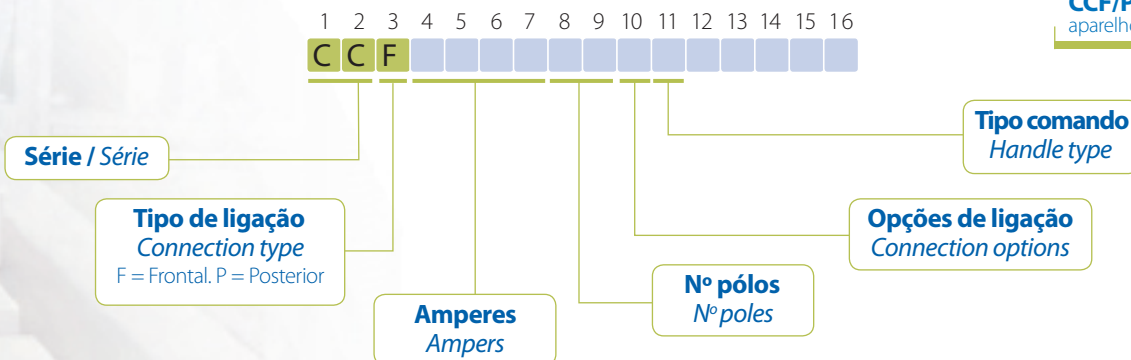 1 2 3 4 5 6 7 8 9 10 11 12 13 14 15 16
CCF/P
C C F
Tipo comando
Handle type
Série / Série
Tipo de ligação
Connection type
F = Frontal. P = Posterior
Opções de ligação
Connection options
Nº pólos
Nº poles
Amperes
Ampers